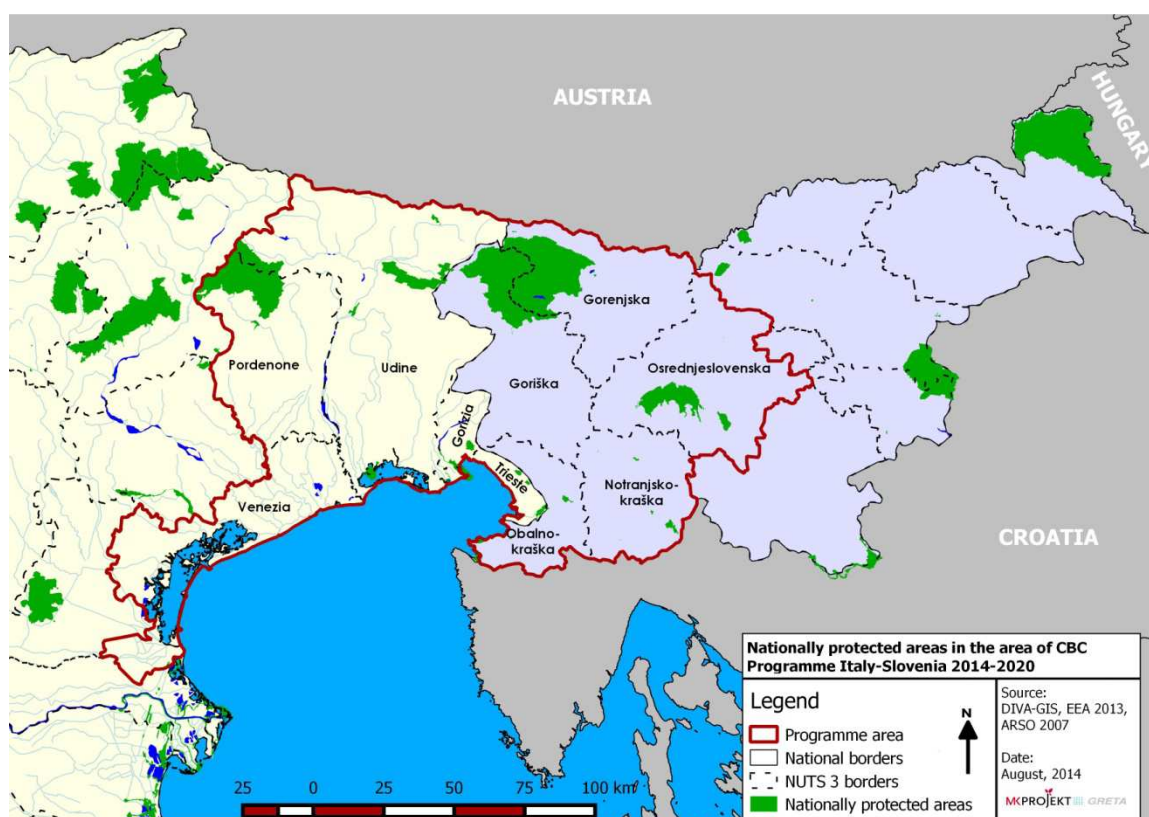 AUSTRIA
HUNGARY
Gorenjska
Pordenone
Udine
Goriška
Osrednjeslovenska
Gorizia
Trieste
Notranjsko-
kraška
Venezia
Obalno-
kraška
CROATIA
Nationally protected areas in the area of CBC
Programme Italy-Slovenia 2014-2020
Legend
Programme area
National borders
NUTS 3 borders
Nationally protected areas
N
Source:
DIVA-GIS, EEA 2013,
ARSO 2007
Date:
August, 2014
MKPROJEKT GRETA
25 0 25 50 75 100 km